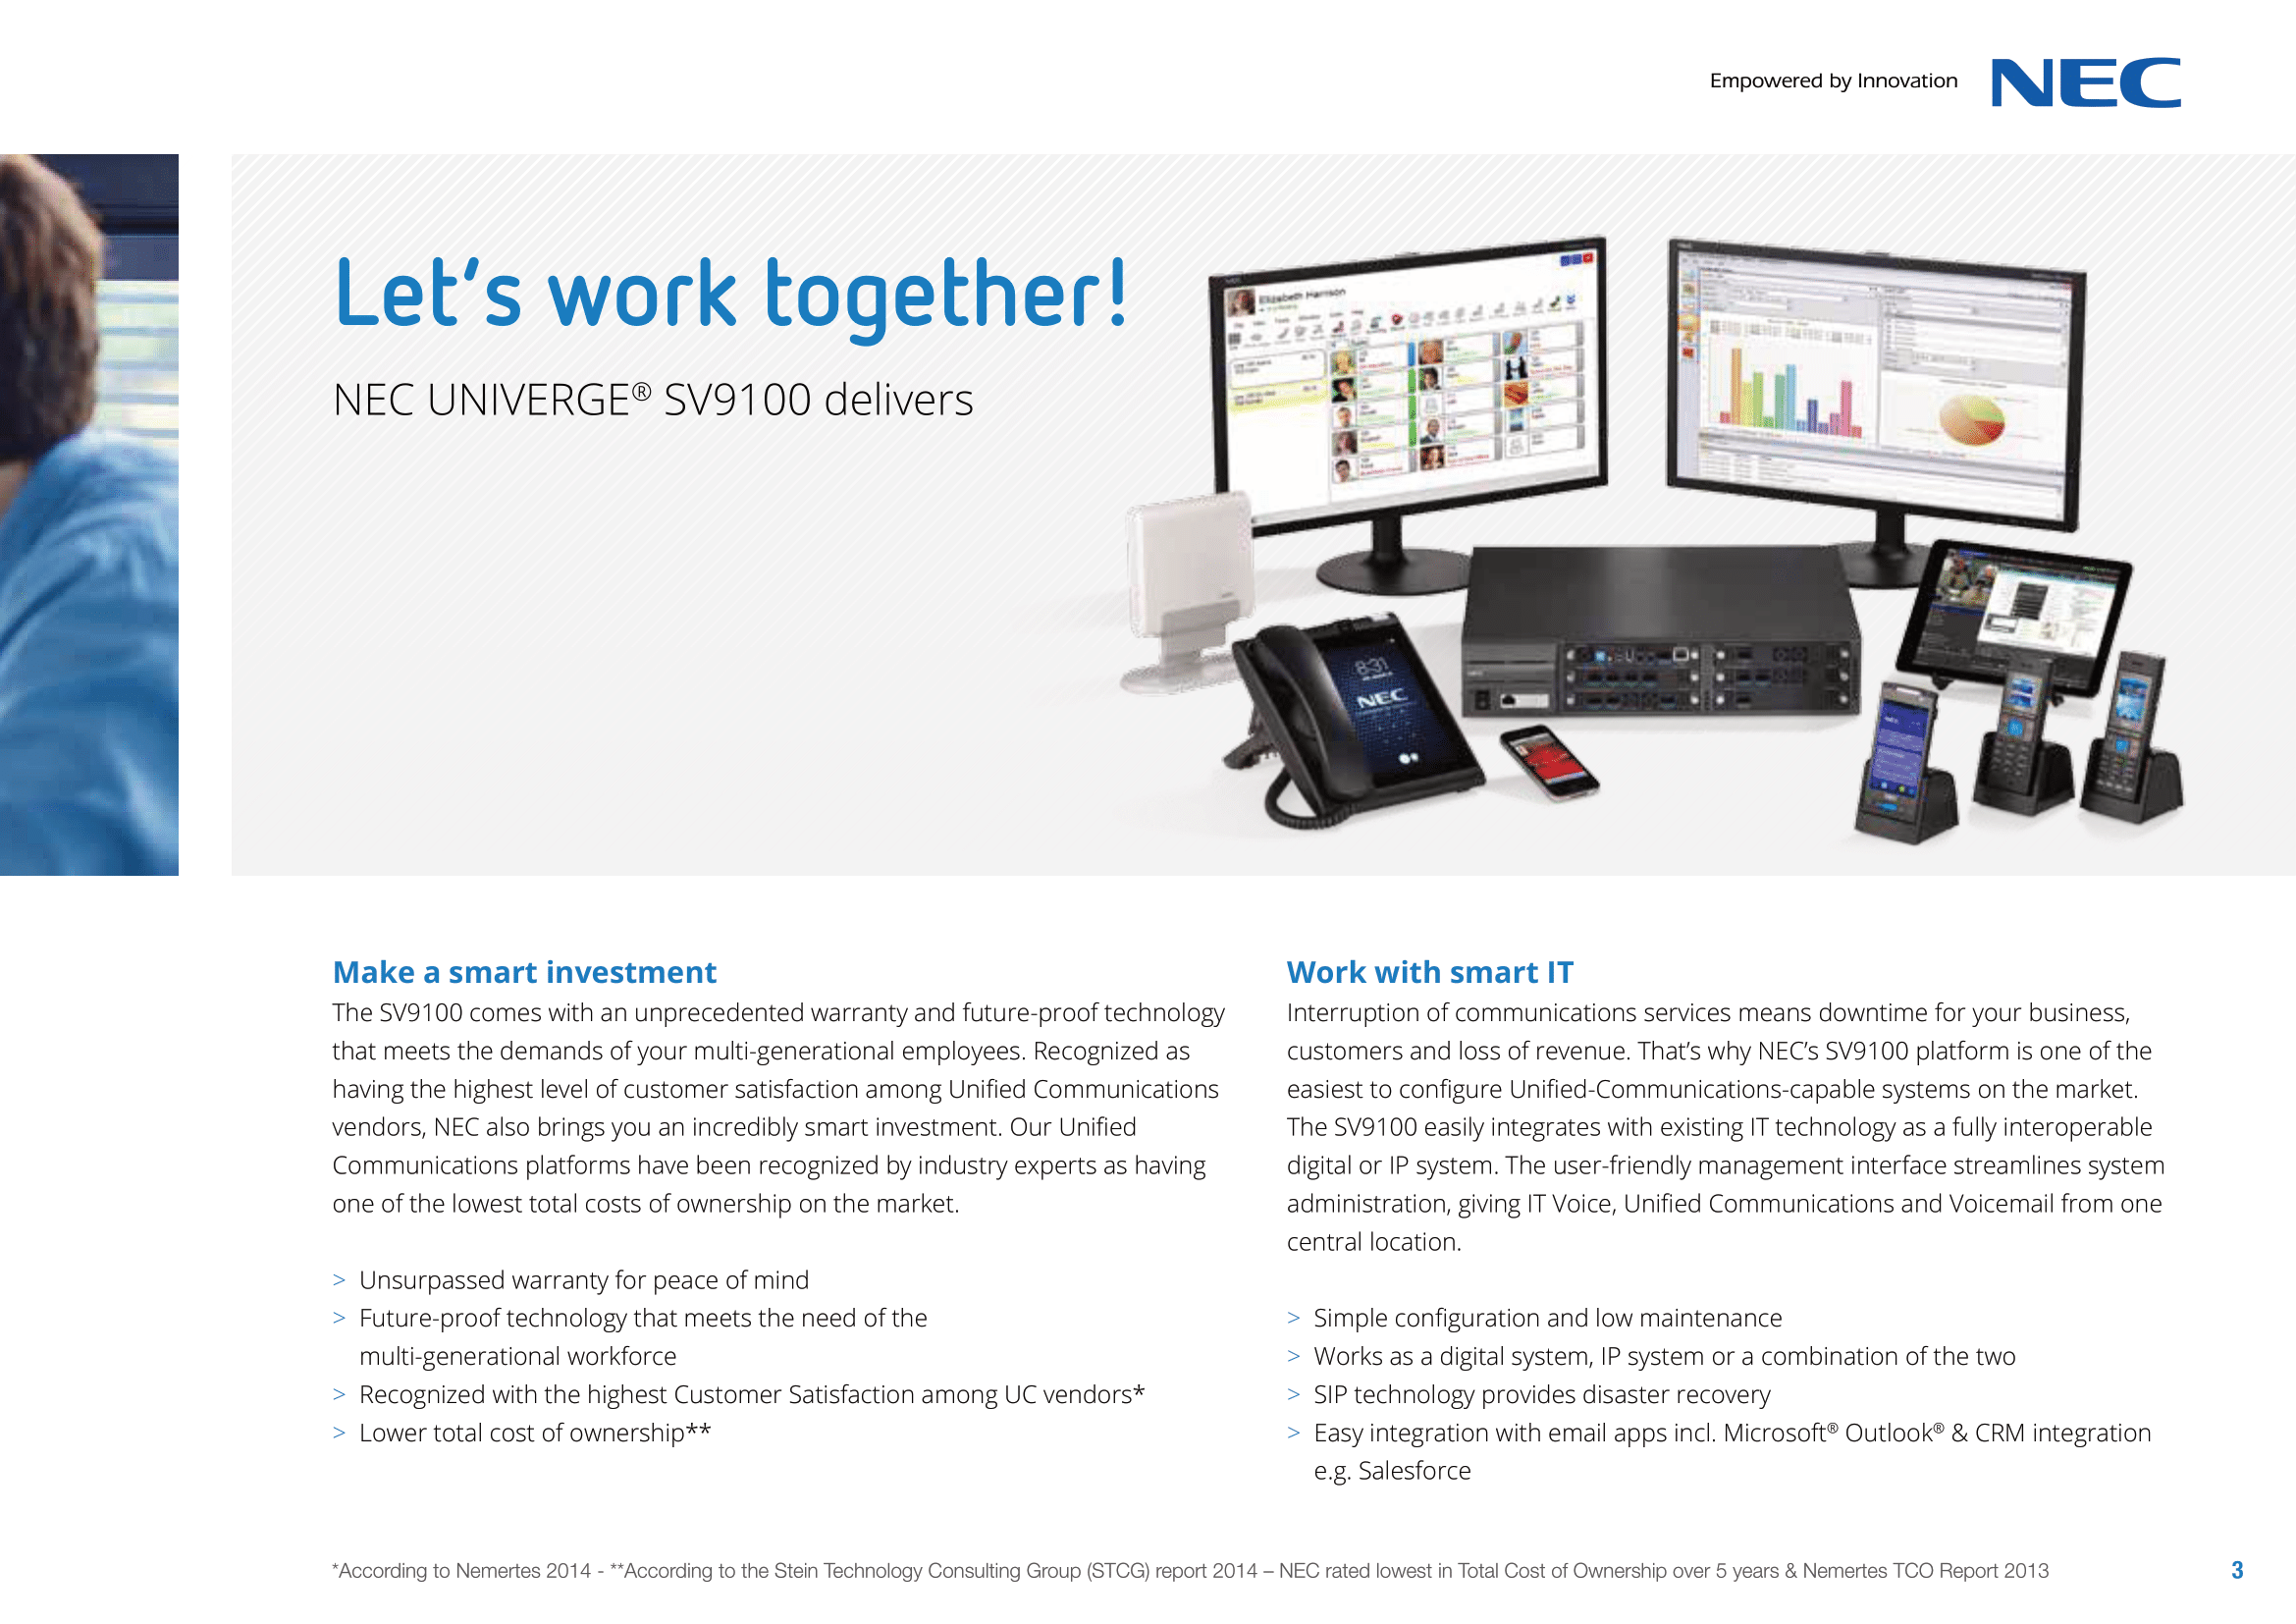 Empowered by Innovation NEC
Let's work together!
NEC UNIVERGE® SV9100 delivers
Elizabeth Harrison
8:31
NEC
Make a smart investment
The SV9100 comes with an unprecedented warranty and future-proof technology
that meets the demands of your multi-generational employees. Recognized as
having the highest level of customer satisfaction among Unified Communications
vendors, NEC also brings you an incredibly smart investment. Our Unified
Communications platforms have been recognized by industry experts as having
one of the lowest total costs of ownership on the market.
> Unsurpassed warranty for peace of mind
> Future-proof technology that meets the need of the
multi-generational workforce
> Recognized with the highest Customer Satisfaction among UC vendors*
> Lower total cost of ownership**
Work with smart IT
Interruption of communications services means downtime for your business,
customers and loss of revenue. That's why NEC's SV9100 platform is one of the
easiest to configure Unified-Communications-capable systems on the market.
The SV9100 easily integrates with existing IT technology as a fully interoperable
digital or IP system. The user-friendly management interface streamlines system
administration, giving IT Voice, Unified Communications and Voicemail from one
central location.
> Simple configuration and low maintenance
> Works as a digital system, IP system or a combination of the two
> SIP technology provides disaster recovery
> Easy integration with email apps incl. Microsoft® Outlook® & CRM integration
e.g. Salesforce
*According to Nemertes 2014 - **According to the Stein Technology Consulting Group (STCG) report 2014 – NEC rated lowest in Total Cost of Ownership over 5 years & Nemertes TCO Report 2013
3